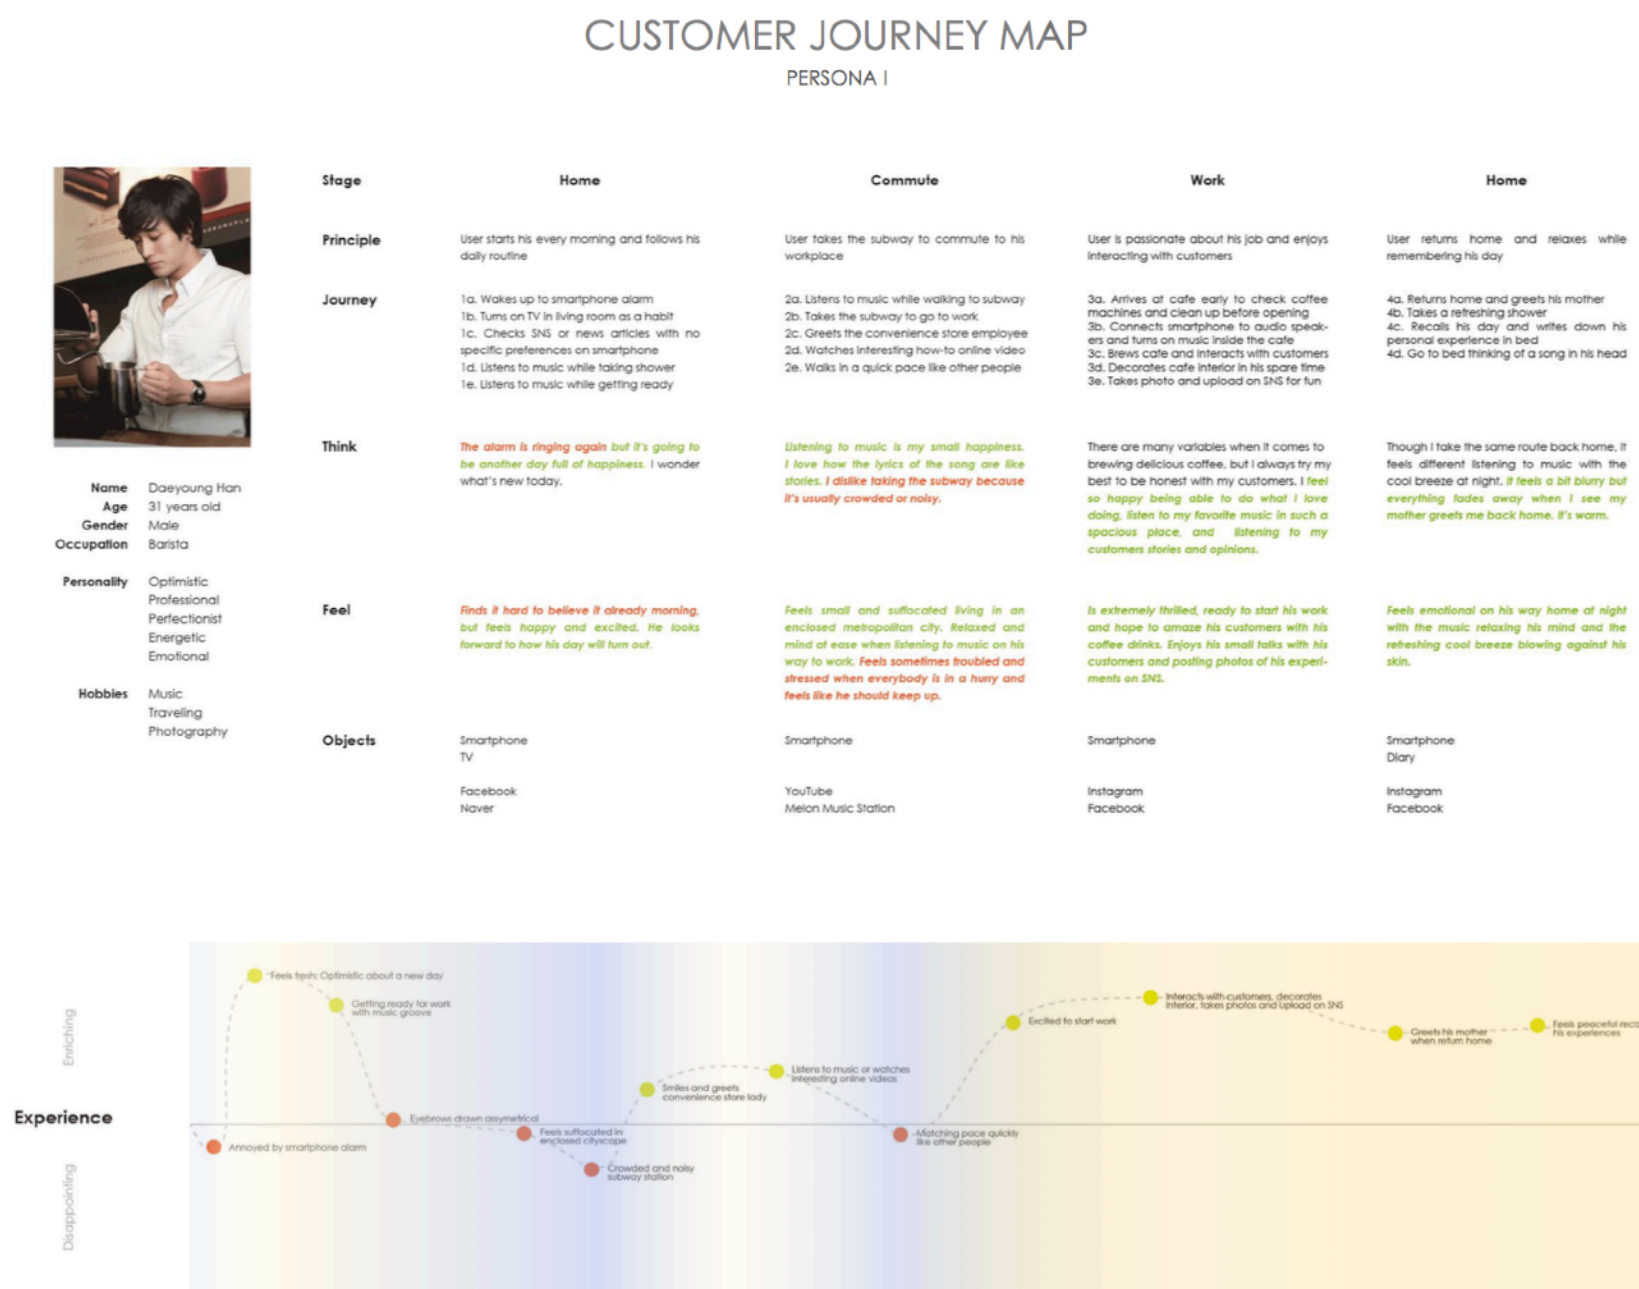 CUSTOMER JOURNEY MAP
PERSONA I
Name Daeyoung Han
Age 31 years old
Gender Male
Occupation Barista
Personality Optimistic
Professional
Perfectionist
Energetic
Emotional
Hobbies Music
Traveling
Photography
Stage Home Commute Work Home
Principle
User starts his every morning and follows his
daily routine
User takes the subway to commute to his
workplace
User is passionate about his job and enjoys
interacting with customers
User returns home and relaxes while
remembering his day
Journey
1a. Wakes up to smartphone alarm
1b. Turns on TV in living room as a habit
1c. Checks SNS or news articles with no
specific preferences on smartphone
1d. Listens to music while taking shower
1e. Listens to music while getting ready
2a. Listens to music while walking to subway
2b. Takes the subway to go to work
2c. Greets the convenience store employee
2d. Watches interesting how-to online video
2e. Walks in a quick pace like other people
3a. Arrives at cafe early to check coffee
machines and clean up before opening
3b. Connects smartphone to audio speak-
ers and turns on music inside the cafe
3c. Brews cafe and interacts with customers
3d. Decorates cafe interior in his spare time
3e. Takes photo and upload on SNS for fun
4a. Returns home and greets his mother
4b. Takes a refreshing shower
4c. Recalls his day and writes down his
personal experience in bed
4d. Go to bed thinking of a song in his head
Think
The alarm is ringing again but it's going to
be another day full of happiness. I wonder
what's new today.
Listening to music is my small happiness.
I love how the lyrics of the song are like
stories. I dislike taking the subway because
it's usually crowded or noisy.
There are many variables when it comes to
brewing delicious coffee, but I always try my
best to be honest with my customers. I feel
so happy being able to do what I love
doing, listen to my favorite music in such a
spacious place, and listening to my
customers stories and opinions.
Though I take the same route back home, it
feels different listening to music with the
cool breeze at night. It feels a bit blurry but
everything fades away when I see my
mother greets me back home. It's warm.
Feel
Finds it hard to believe it already morning,
but feels happy and excited. He looks
forward to how his day will turn out.
Feels small and suffocated living in an
enclosed metropolitan city. Relaxed and
mind at ease when listening to music on his
way to work. Feels sometimes troubled and
stressed when everybody is in a hurry and
feels like he should keep up.
Is extremely thrilled, ready to start his work
and hope to amaze his customers with his
coffee drinks. Enjoys his small talks with his
customers and posting photos of his experi-
ments on SNS.
Feels emotional on his way home at night
with the music relaxing his mind and the
refreshing cool breeze blowing against his
skin.
Objects
Smartphone
TV
Facebook
Naver
Smartphone
YouTube
Melon Music Station
Smartphone
Instagram
Facebook
Smartphone
Diary
Instagram
Facebook
Experience
Enriching
Disappointing
Annoyed by smartphone alarm
"Feels fresh: Optimistic about a new day
Getting ready for work
with music groove
Eyebrows drawn assymetrical
Feels suffocated in
enclosed cityscape
Crowded and noisy
subway station
Smiles and greets
convenience store lady
Listens to music or watches
interesting online videos
Matching pace quickly
like other people
Excited to start work
Interacts with customers, decorates
interior, takes photos and upload on SNS
Greets his mother
when return home
Feels peaceful
his experiences